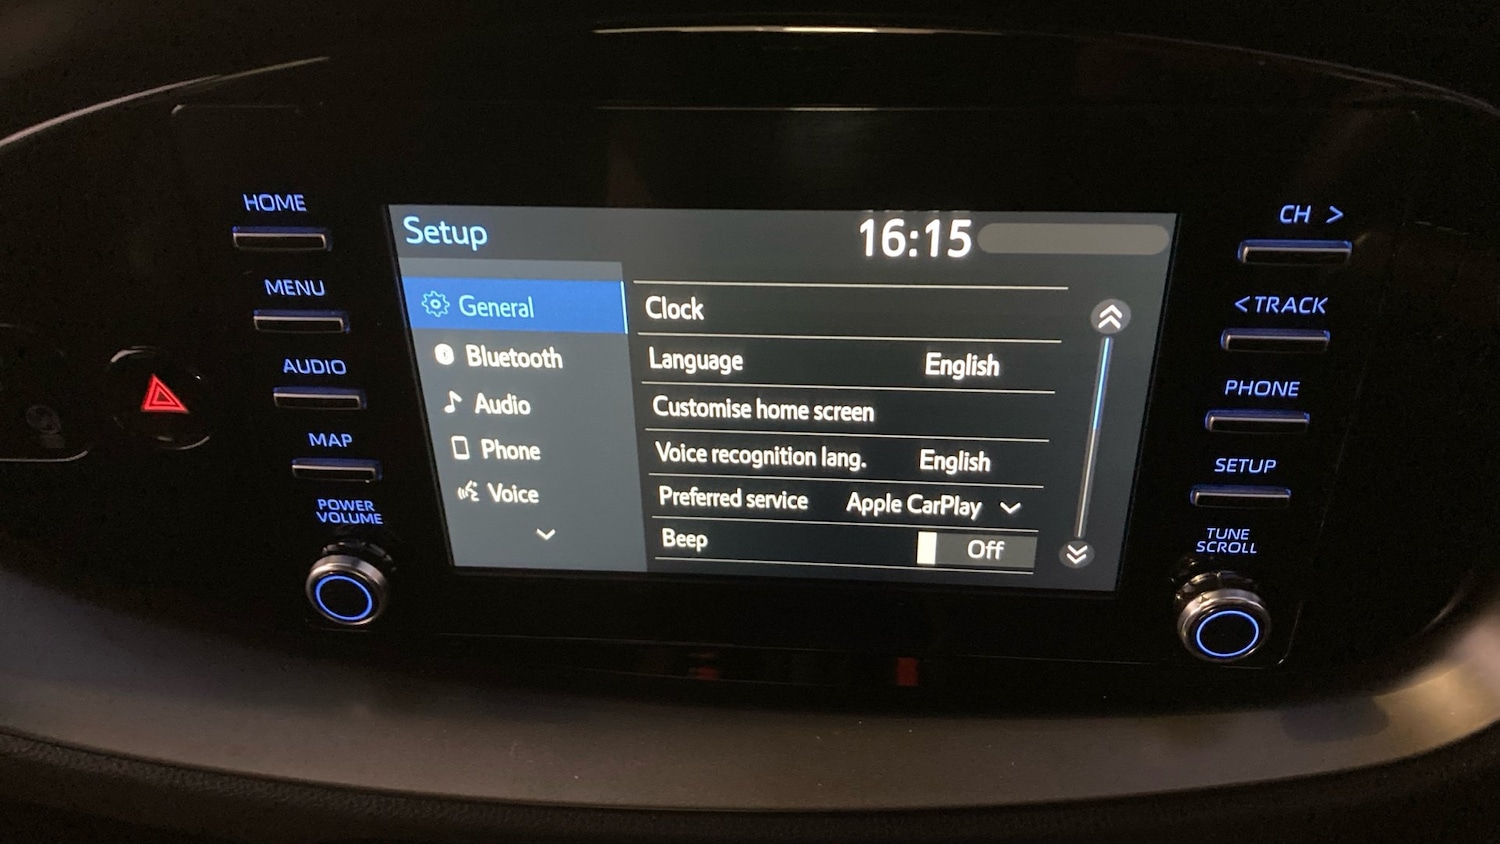 HOME
MENU
AUDIO
MAP
POWER
VOLUME
Setup
16:15
General
Bluetooth
Audio
Phone
Voice
Clock
Language English
Customise home screen
Voice recognition lang. English
Preferred service Apple CarPlay
Beep Off
CH >
< TRACK
PHONE
SETUP
TUNE
SCROLL